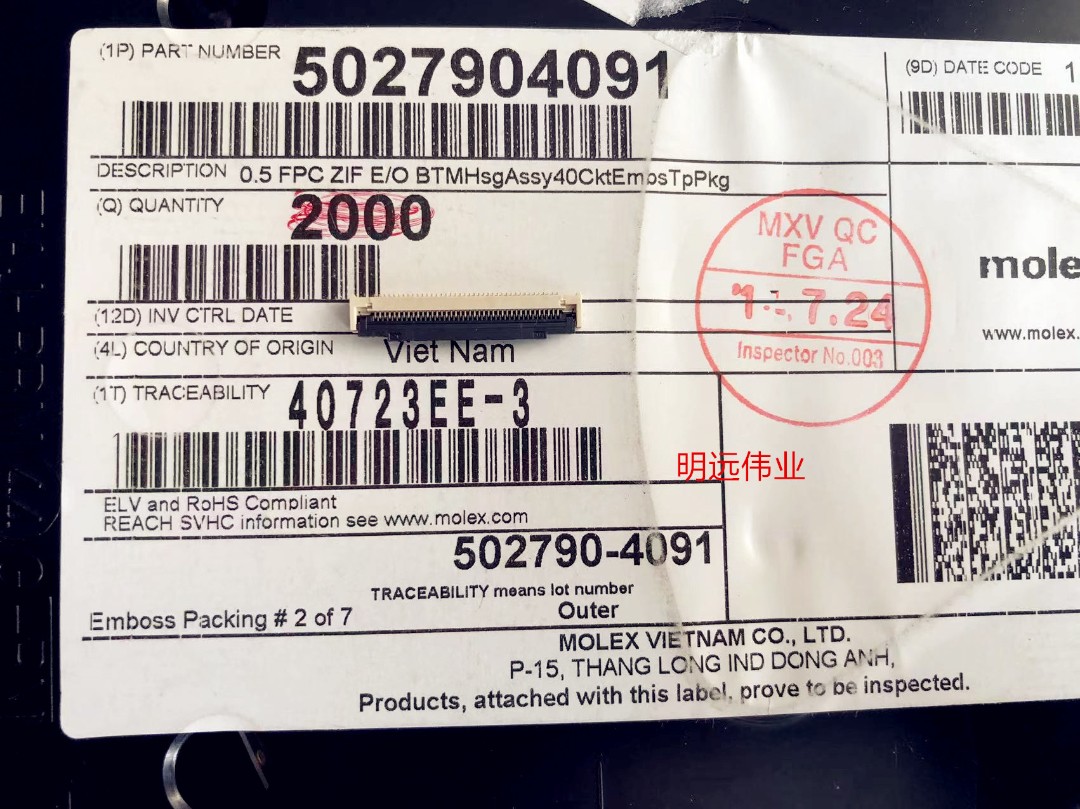 (1P) PART NUMBER 5027904091
(9D) DATE CODE 1
DESCRIPTION 0.5 FPC ZIF E/O BTMHsgAssy40CktEmbsTpPkg
(Q) QUANTITY 2000
MXV QC
FGA
7.24
Inspector No.003
mole
www.molex.
(12D) INV CTRL DATE
(4L) COUNTRY OF ORIGIN Viet Nam
(1T) TRACEABILITY 40723EE-3
明远伟业
ELV and RoHS Compliant
REACH SVHC information see www.molex.com
502790-4091
TRACEABILITY means lot number
Emboss Packing # 2 of 7 Outer
MOLEX VIETNAM CO., LTD.
P-15, THANG LONG IND DONG ANH,
Products, attached with this label, prove to be inspected.